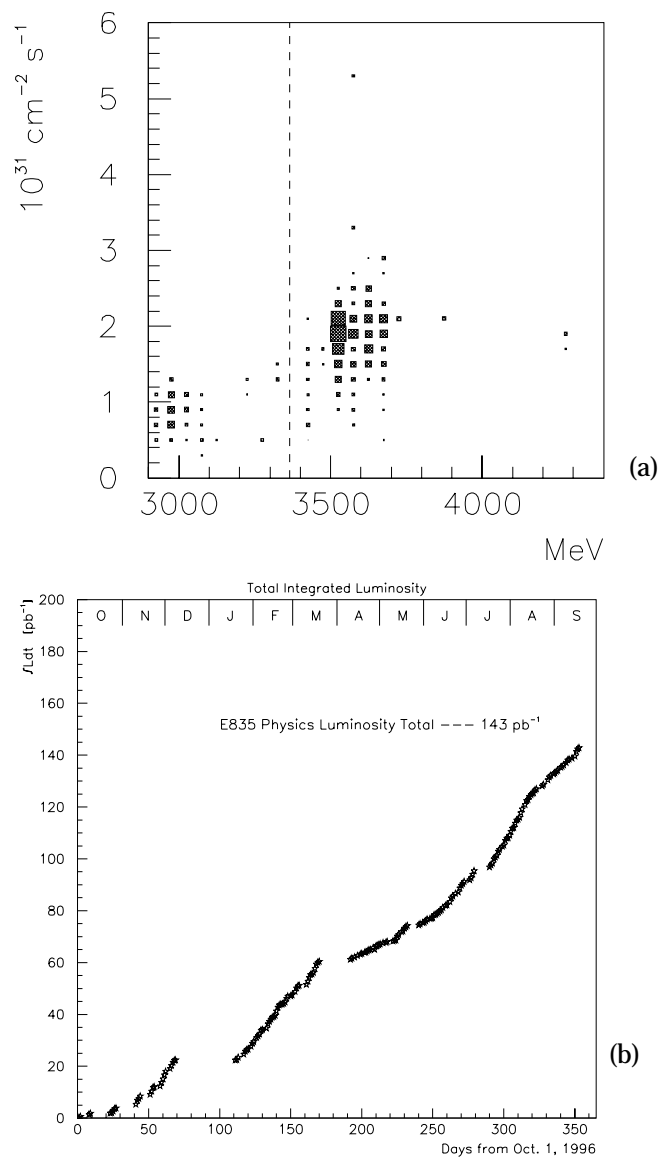 10³¹ cm⁻² s⁻¹
6
5
4
3
2
1
0
3000 3500 4000
MeV
(a)
Total Integrated Luminosity
∫Ldt [pb⁻¹]
O N D J F M A M J J A S
200
180
160
140
120
100
80
60
40
20
0
E835 Physics Luminosity Total --- 143 pb⁻¹
0 50 100 150 200 250 300 350
Days from Oct. 1, 1996
(b)